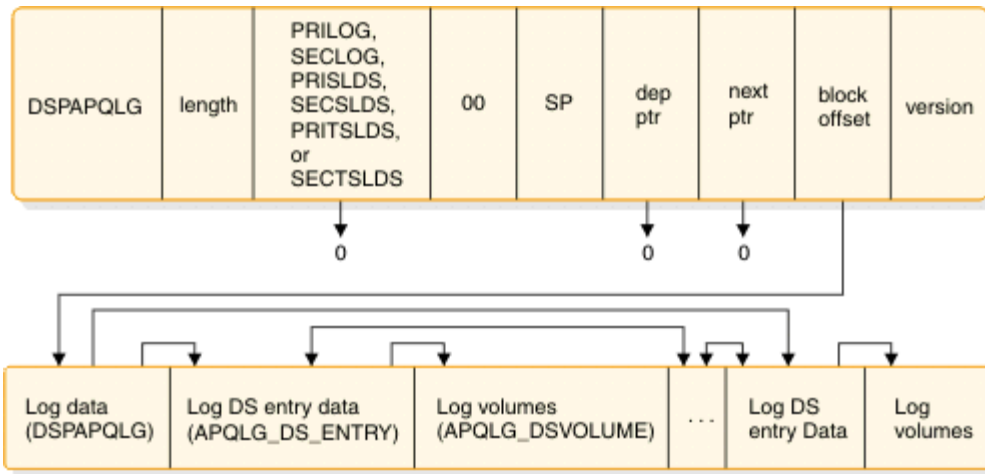 DSPAPQLG
length
PRILOG,
SECLOG,
PRISLDS,
SECSLDS,
PRITSLDS,
or
SECTSLDS
00
SP
dep
ptr
next
ptr
block
offset
version
0
0
0
Log data
(DSPAPQLG)
Log DS entry data
(APQLG_DS_ENTRY)
Log volumes
(APQLG_DSVOLUME)
...
Log DS
entry Data
Log
volumes